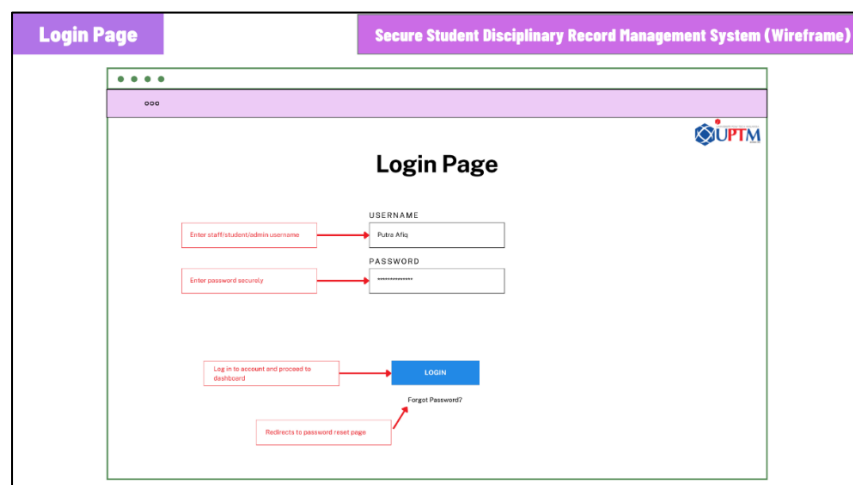 Login Page
Secure Student Disciplinary Record Management System (Wireframe)
UPTM
Login Page
USERNAME
Enter staff/student/admin username
Putra Afiq
PASSWORD
Enter password securely
**************
Log in to account and proceed to
dashboard
LOGIN
Forgot Password?
Redirects to password reset page